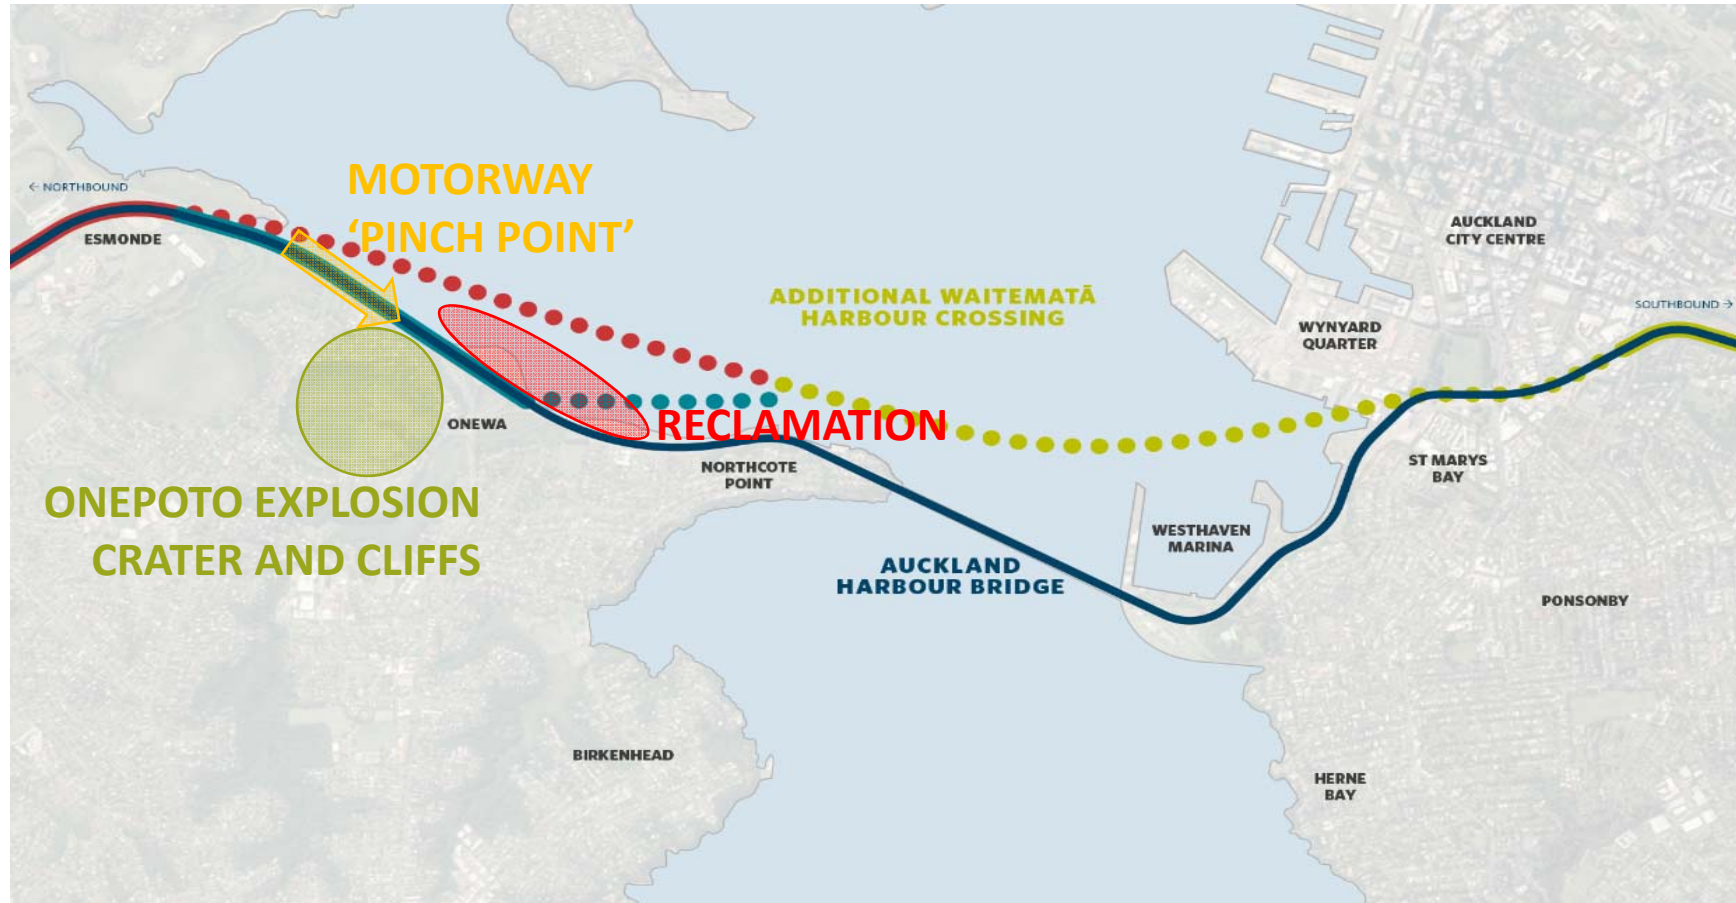 MOTORWAY
‘PINCH POINT’
← NORTHBOUND
ESMONDE
AUCKLAND
CITY CENTRE
ADDITIONAL WAITEMATĀ
HARBOUR CROSSING
SOUTHBOUND →
WYNYARD
QUARTER
ONEWA
RECLAMATION
NORTHCOTE
POINT
ST MARYS
BAY
ONEPOTO EXPLOSION
CRATER AND CLIFFS
WESTHAVEN
MARINA
AUCKLAND
HARBOUR BRIDGE
PONSONBY
BIRKENHEAD
HERNE
BAY